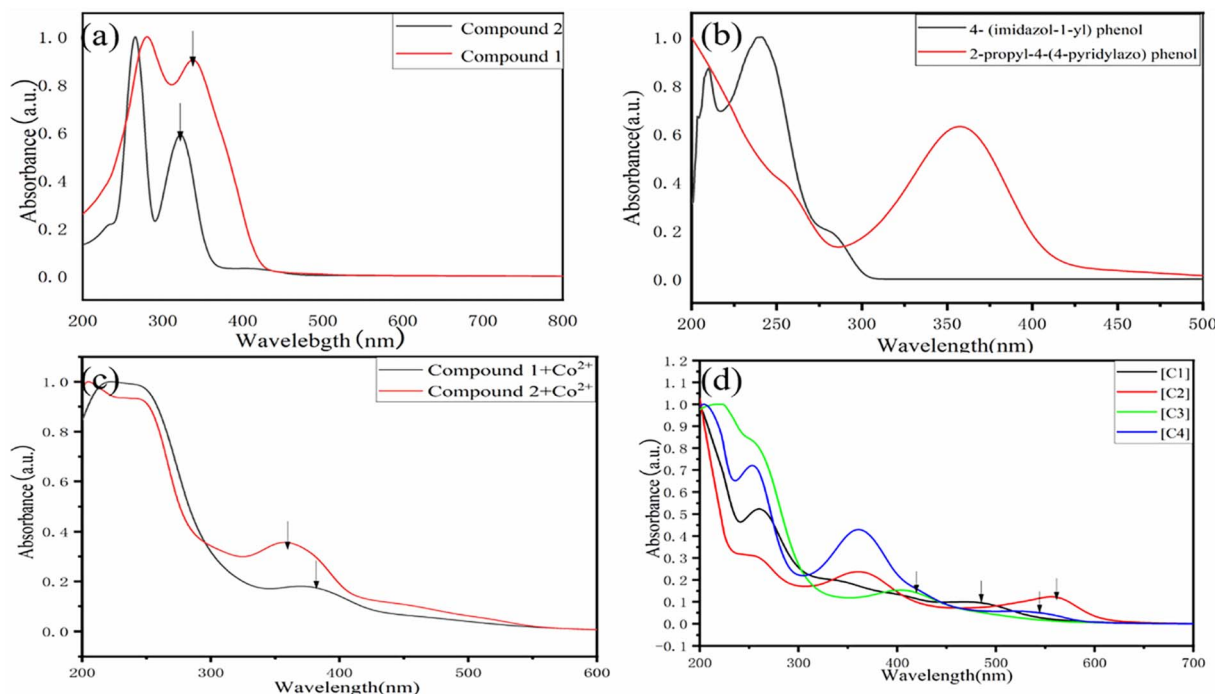 (a)
Compound 2
Compound 1
1. 0
0. 8
0. 6
0. 4
0. 2
0. 0
Absorbance (a.u.)
200 300 400 500 600 700 800
Wavelebgth (nm)
(b)
4- (imidazol-1-yl) phenol
2-propyl-4-(4-pyridylazo) phenol
1. 0
0. 8
0. 6
0. 4
0. 2
0. 0
Absorbance(a.u.)
200 250 300 350 400 450 500
Wavelength(nm)
(c)
Compound 1+Co²⁺
Compound 2+Co²⁺
1. 0
0. 8
0. 6
0. 4
0. 2
0. 0
Absorbance (a.u.)
200 300 400 500 600
Wavelength(nm)
(d)
[C1]
[C2]
[C3]
[C4]
1. 2
1. 1
1. 0
0. 9
0. 8
0. 7
0. 6
0. 5
0. 4
0. 3
0. 2
0. 1
0. 0
-0. 1
Absorbance (a.u.)
200 300 400 500 600 700
Wavelength(nm)